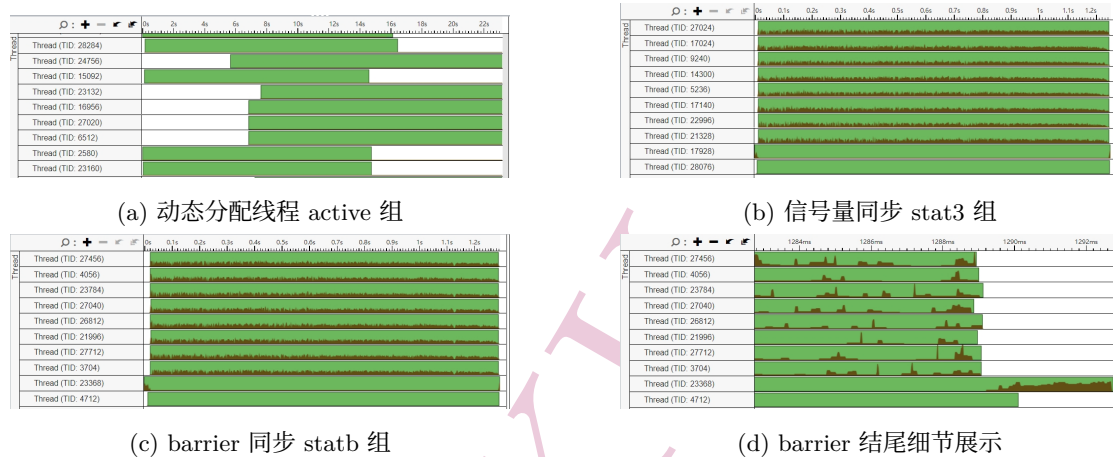 0s 2s 4s 6s 8s 10s 12s 14s 16s 18s 20s 22s
Thread
Thread (TID: 28284)
Thread (TID: 24756)
Thread (TID: 15092)
Thread (TID: 23132)
Thread (TID: 16956)
Thread (TID: 27020)
Thread (TID: 6512)
Thread (TID: 2580)
Thread (TID: 23160)
(a) 动态分配线程 active 组
0s 0.1s 0.2s 0.3s 0.4s 0.5s 0.6s 0.7s 0.8s 0.9s 1s 1.1s 1.2s
Thread
Thread (TID: 27024)
Thread (TID: 17024)
Thread (TID: 9240)
Thread (TID: 14300)
Thread (TID: 5236)
Thread (TID: 17140)
Thread (TID: 22996)
Thread (TID: 21328)
Thread (TID: 17928)
Thread (TID: 28076)
(b) 信号量同步 stat3 组
0s 0.1s 0.2s 0.3s 0.4s 0.5s 0.6s 0.7s 0.8s 0.9s 1s 1.1s 1.2s
Thread
Thread (TID: 27456)
Thread (TID: 4056)
Thread (TID: 23784)
Thread (TID: 27040)
Thread (TID: 26812)
Thread (TID: 21996)
Thread (TID: 27712)
Thread (TID: 3704)
Thread (TID: 23368)
Thread (TID: 4712)
(c) barrier 同步 statb 组
1284ms 1286ms 1288ms 1290ms 1292ms
Thread
Thread (TID: 27456)
Thread (TID: 4056)
Thread (TID: 23784)
Thread (TID: 27040)
Thread (TID: 26812)
Thread (TID: 21996)
Thread (TID: 27712)
Thread (TID: 3704)
Thread (TID: 23368)
Thread (TID: 4712)
(d) barrier 结尾细节展示